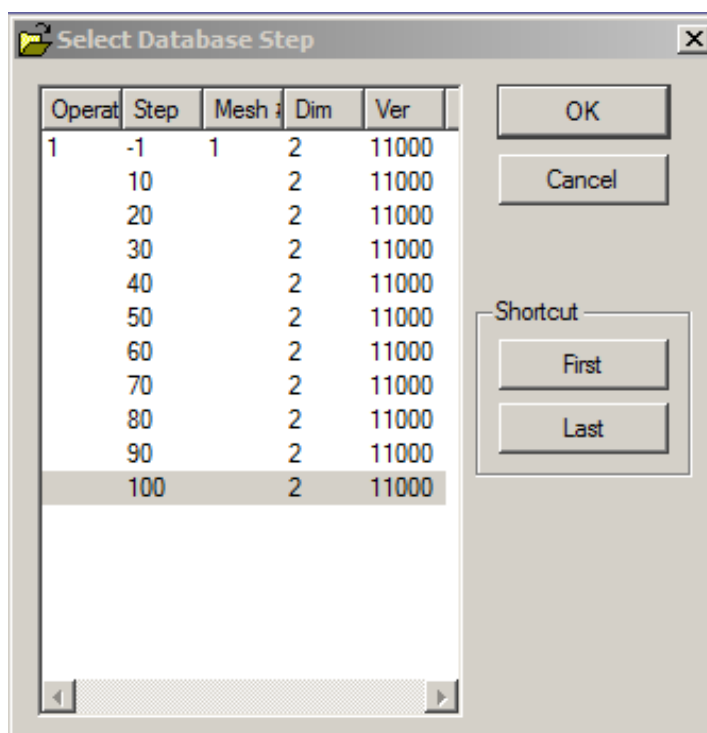 Select Database Step
Operat Step Mesh # Dim Ver
1 -1 1 2 11000
10 2 11000
20 2 11000
30 2 11000
40 2 11000
50 2 11000
60 2 11000
70 2 11000
80 2 11000
90 2 11000
100 2 11000
OK
Cancel
Shortcut
First
Last